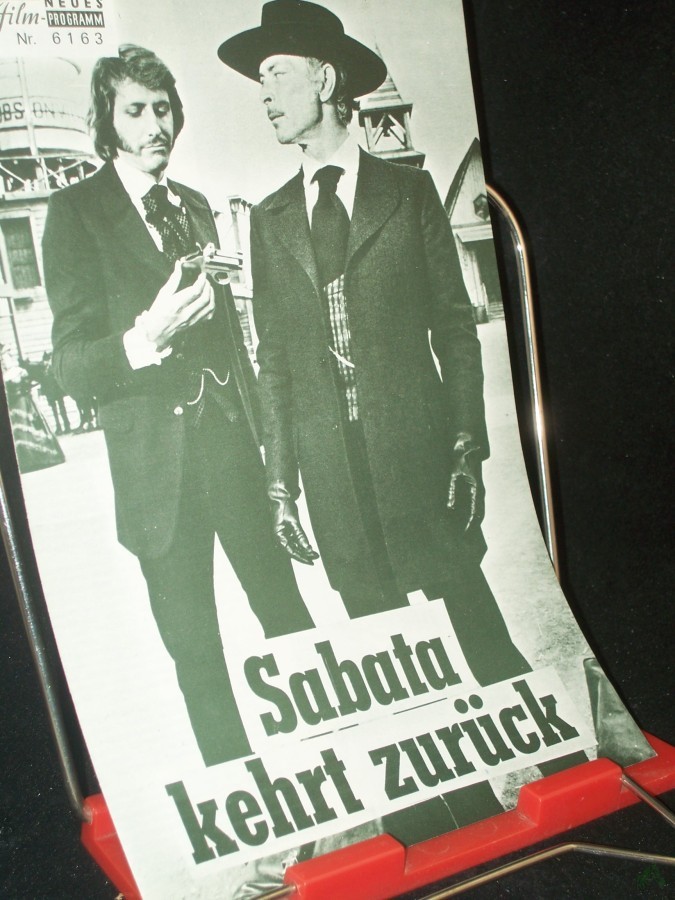 NEUES
film-PROGRAMM
Nr. 6163
Sabata
kehrt zurück